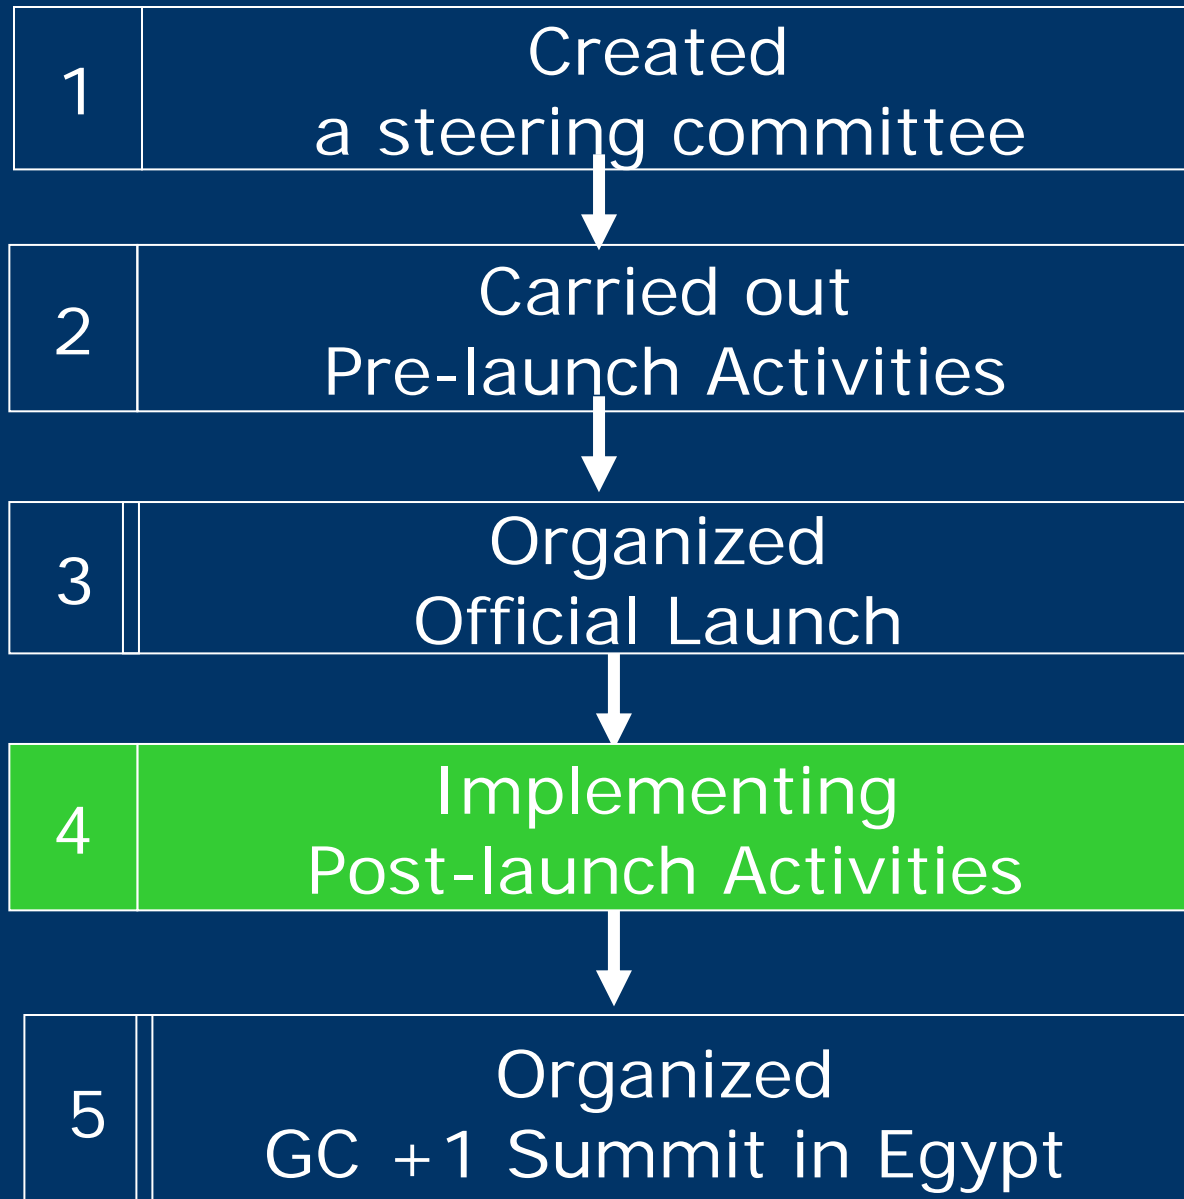 1
Created
a steering committee
2
Carried out
Pre-launch Activities
3
Organized
Official Launch
4
Implementing
Post-launch Activities
5
Organized
GC +1 Summit in Egypt